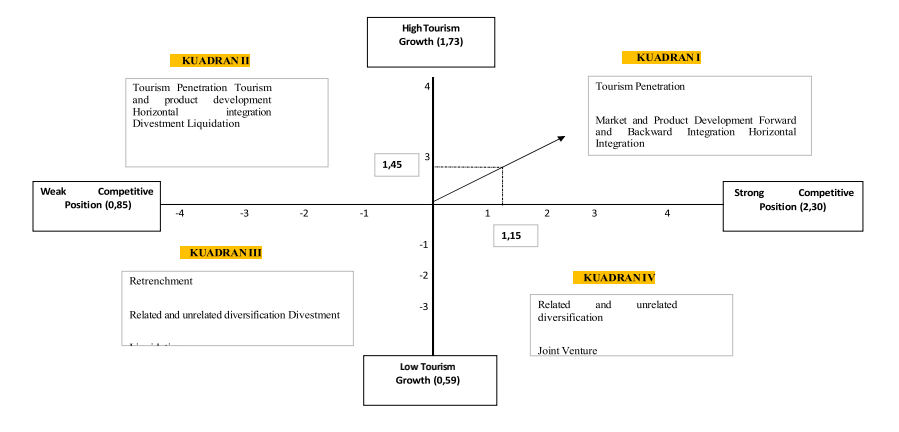 High Tourism
Growth (1,73)
KUADRAN II
KUADRAN I
Tourism Penetration Tourism
and product development
Horizontal integration
Divestment Liquidation
Tourism Penetration
Market and Product Development Forward
and Backward Integration Horizontal
Integration
4
3
1,45
Weak Competitive
Position (0,85)
Strong Competitive
Position (2,30)
-4 -3 -2 -1 1 2 3 4
1,15
-1
-2
-3
KUADRAN III
KUADRAN IV
Retrenchment
Related and unrelated diversification Divestment
Related and unrelated
diversification
Joint Venture
Low Tourism
Growth (0,59)